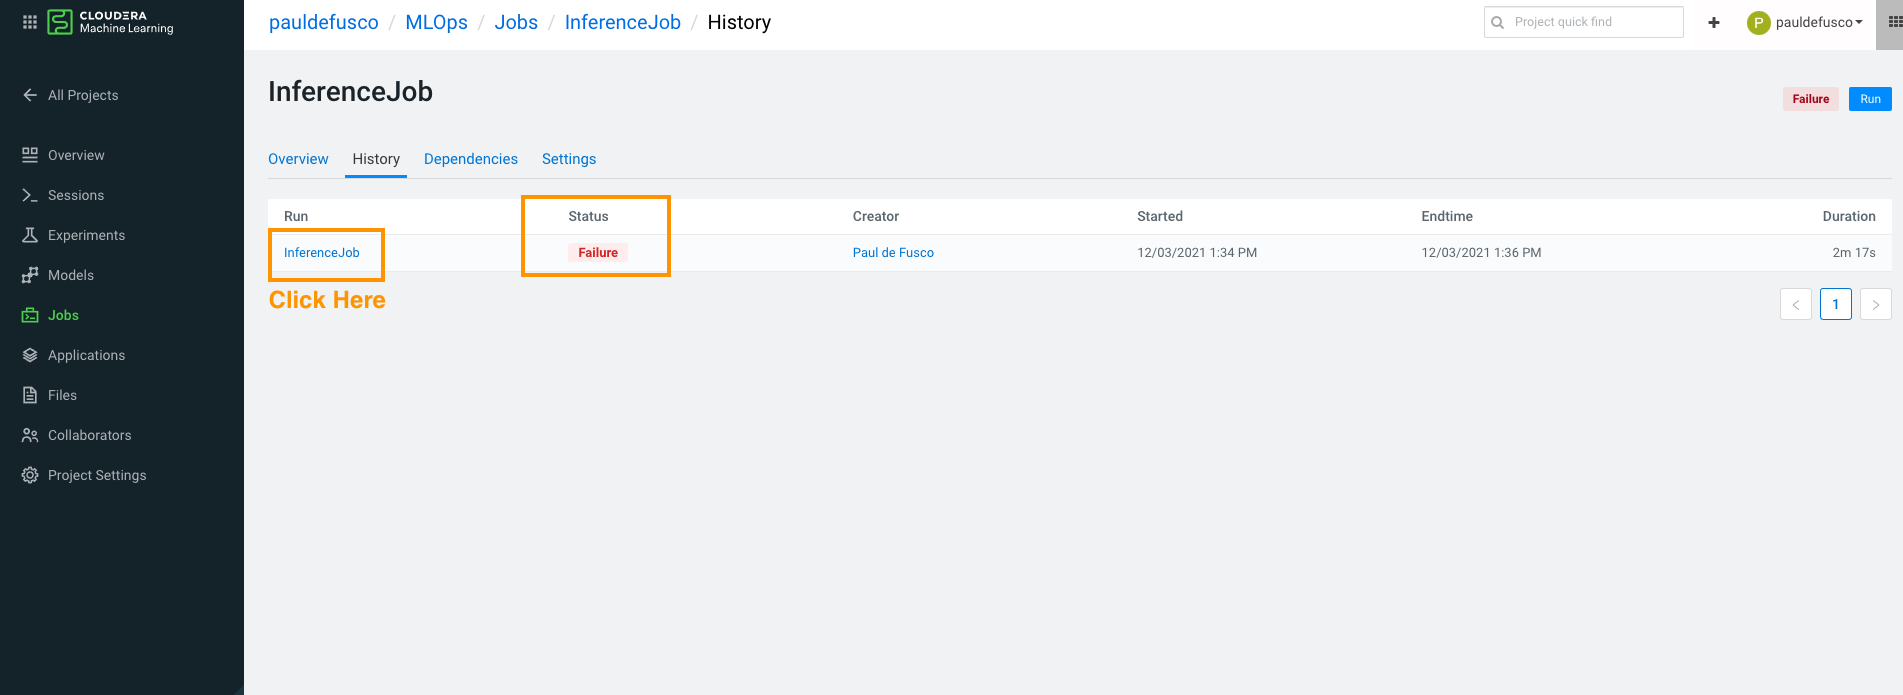 CLOUDERA
Machine Learning
pauldefusco / MLOps / Jobs / InferenceJob / History
Project quick find
+
P pauldefusco
All Projects
Overview
Sessions
Experiments
Models
Jobs
Applications
Files
Collaborators
Project Settings
InferenceJob
Failure Run
Overview History Dependencies Settings
Run Status Creator Started Endtime Duration
InferenceJob Failure Paul de Fusco 12/03/2021 1:34 PM 12/03/2021 1:36 PM 2m 17s
Click Here
< 1 >